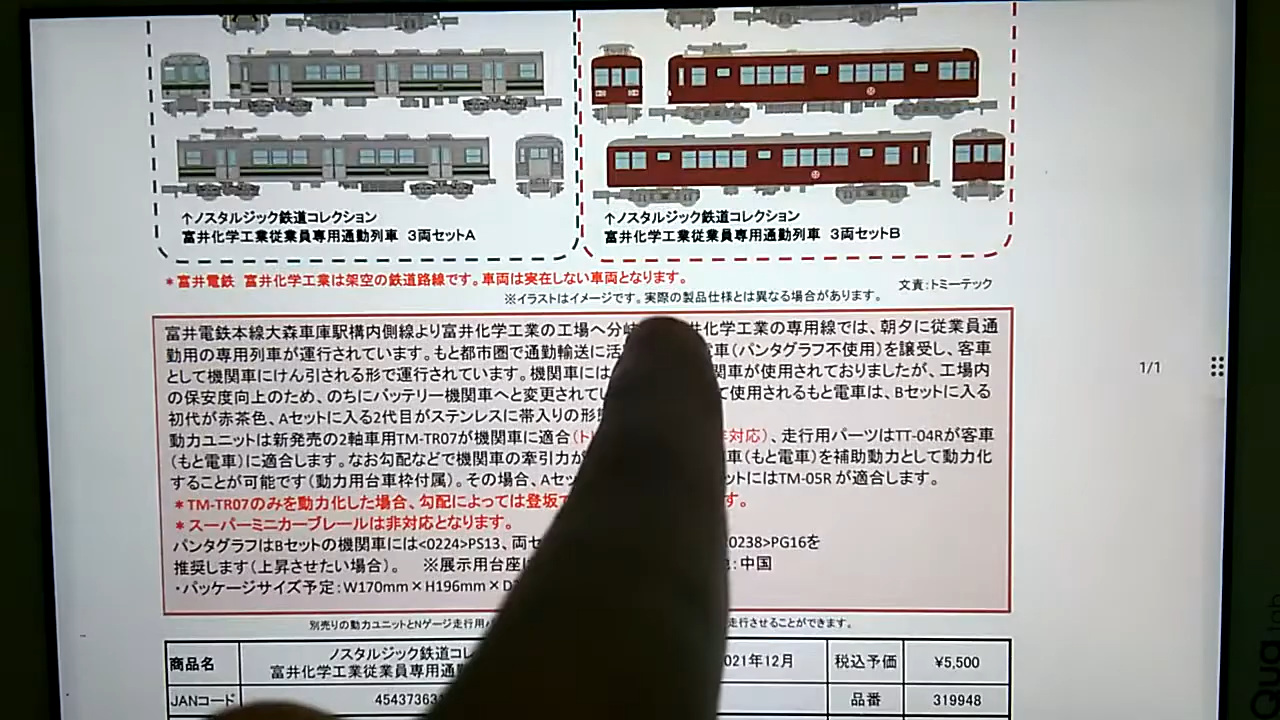 ↑ノスタルジック鉄道コレクション
富井化学工業従業員専用通勤列車 3両セットA
↑ノスタルジック鉄道コレクション
富井化学工業従業員専用通勤列車 3両セットB
*富井電鉄 富井化学工業は架空の鉄道路線です。車両は実在しない車両となります。
※イラストはイメージです。実際の製品仕様とは異なる場合があります。
文責:トミーテック
富井電鉄本線大森車庫駅構内側線より富井化学工業の工場へ分岐 化学工業の専用線では、朝夕に従業員通
勤用の専用列車が運行されています。もと都市圏で通勤輸送に活 電車(パンタグラフ不使用)を譲受し、客車
として機関車にけん引される形で運行されています。機関車には 関車が使用されておりましたが、工場内
の保安度向上のため、のちにバッテリー機関車へと変更されてい 使用されるもと電車は、Bセットに入る
初代が赤茶色、Aセットに入る2代目がステンレスに帯入りの形態
動力ユニットは新発売の2軸車用TM-TR07が機関車に適合 対応)、走行用パーツはTT-04Rが客車
(もと電車)に適合します。なお勾配などで機関車の牽引力が 車(もと電車)を補助動力として動力化
することが可能です(動力用台車枠付属)。その場合、Aセッ ットにはTM-05R が適合します。
*TM-TR07のみを動力化した場合、勾配によっては登坂 す。
*スーパーミニカーブレールは非対応となります。
パンタグラフはBセットの機関車には<0224>PS13、両セ 0238>PG16を
推奨します(上昇させたい場合)。 ※展示用台座 :中国
・パッケージサイズ予定:W170mm×H196mm×D
別売りの動力ユニットとNゲージ走行用 走行させることができます。
商品名 ノスタルジック鉄道コレ
富井化学工業従業員専用通勤 021年12月 税込予価 ¥5,500
JANコード 454373631 品番 319948
1/1
Qua